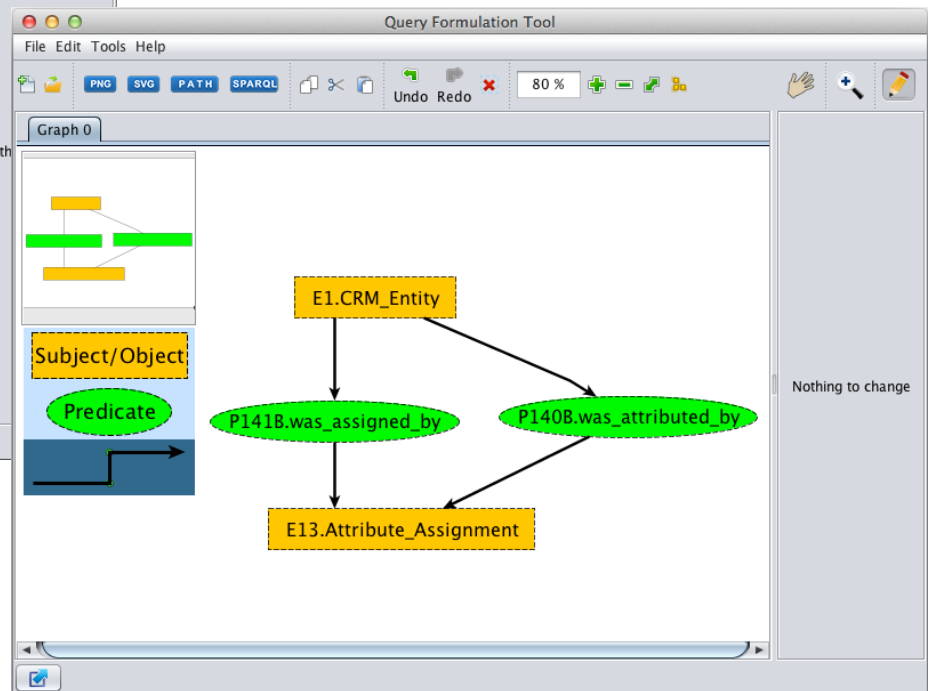 Query Formulation Tool
File Edit Tools Help
PNG SVG PATH SPARQL Undo Redo 80 %
Graph 0
th
E1.CRM_Entity
Subject/Object
Nothing to change
Predicate
P141B.was_assigned_by
P140B.was_attributed_by
E13.Attribute_Assignment